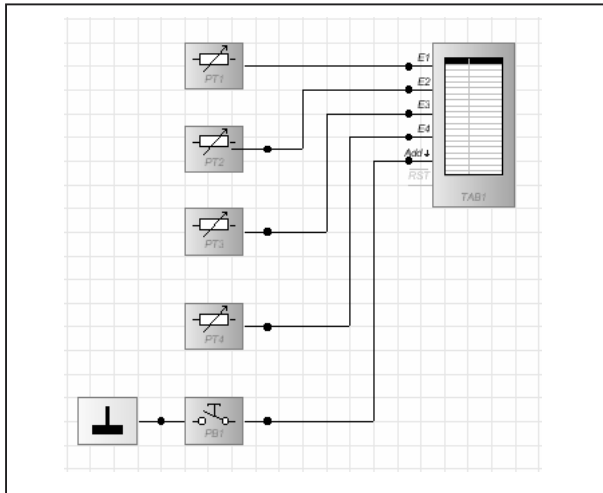 PT1
PT2
PT3
PT4
PB1
E1
E2
E3
E4
Add↓
RST
TAB1